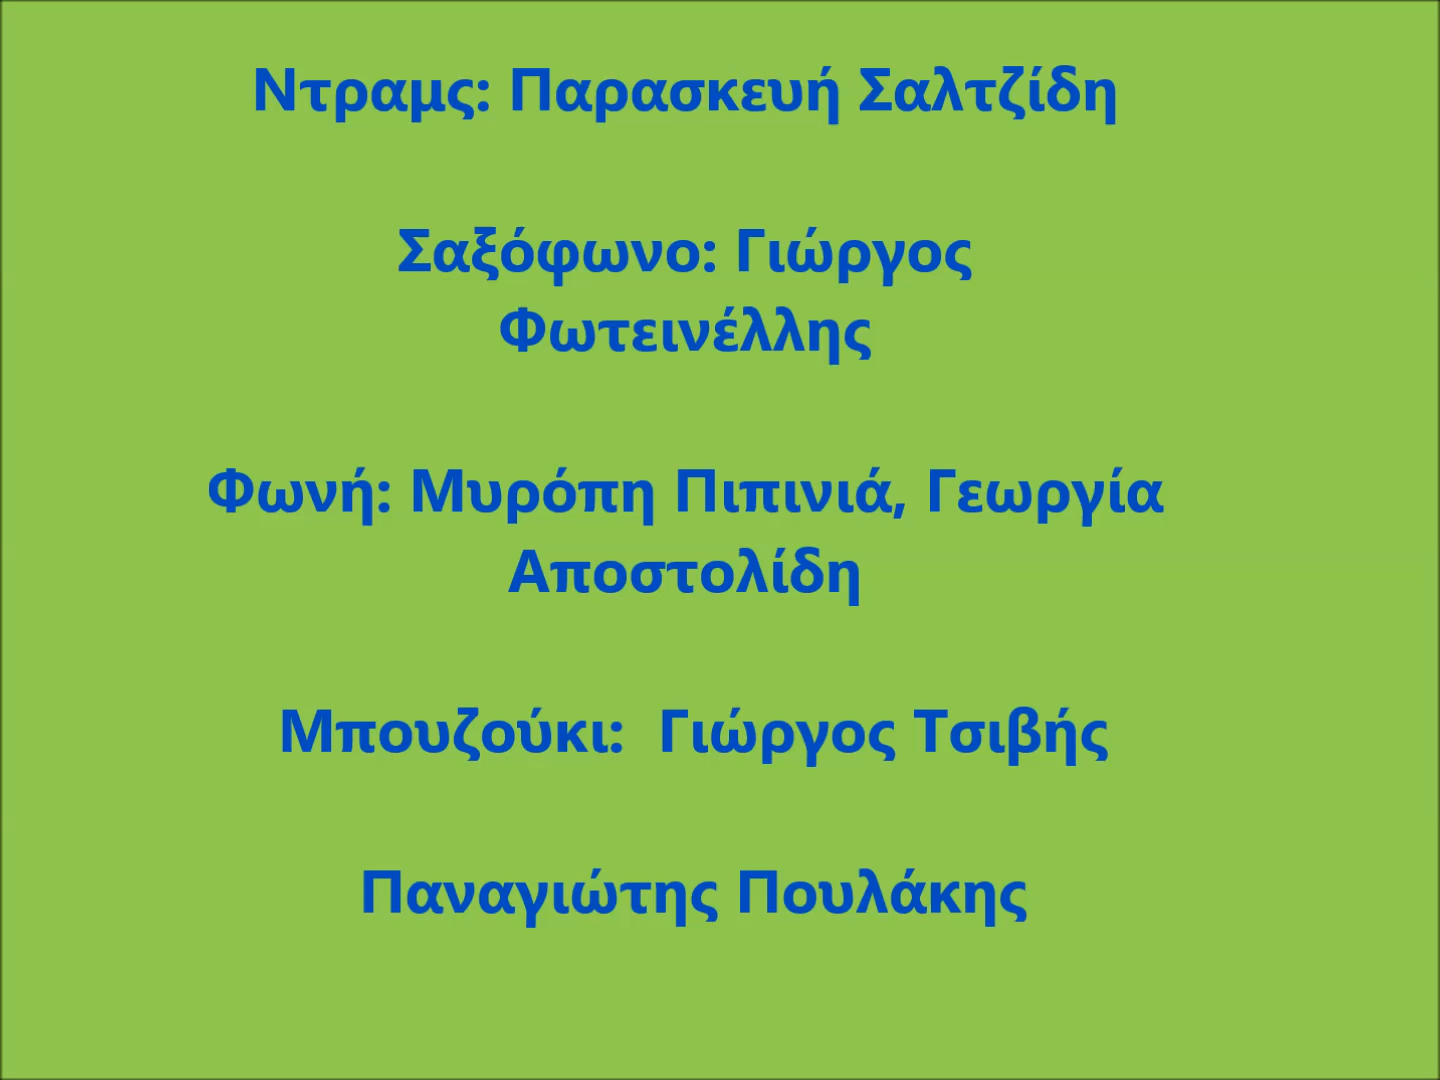 Ντραμς: Παρασκευή Σαλτζίδη
Σαξόφωνο: Γιώργος
Φωτεινέλλης
Φωνή: Μυρόπη Πιπινιά, Γεωργία
Αποστολίδη
Μπουζούκι:  Γιώργος Τσιβής
Παναγιώτης Πουλάκης